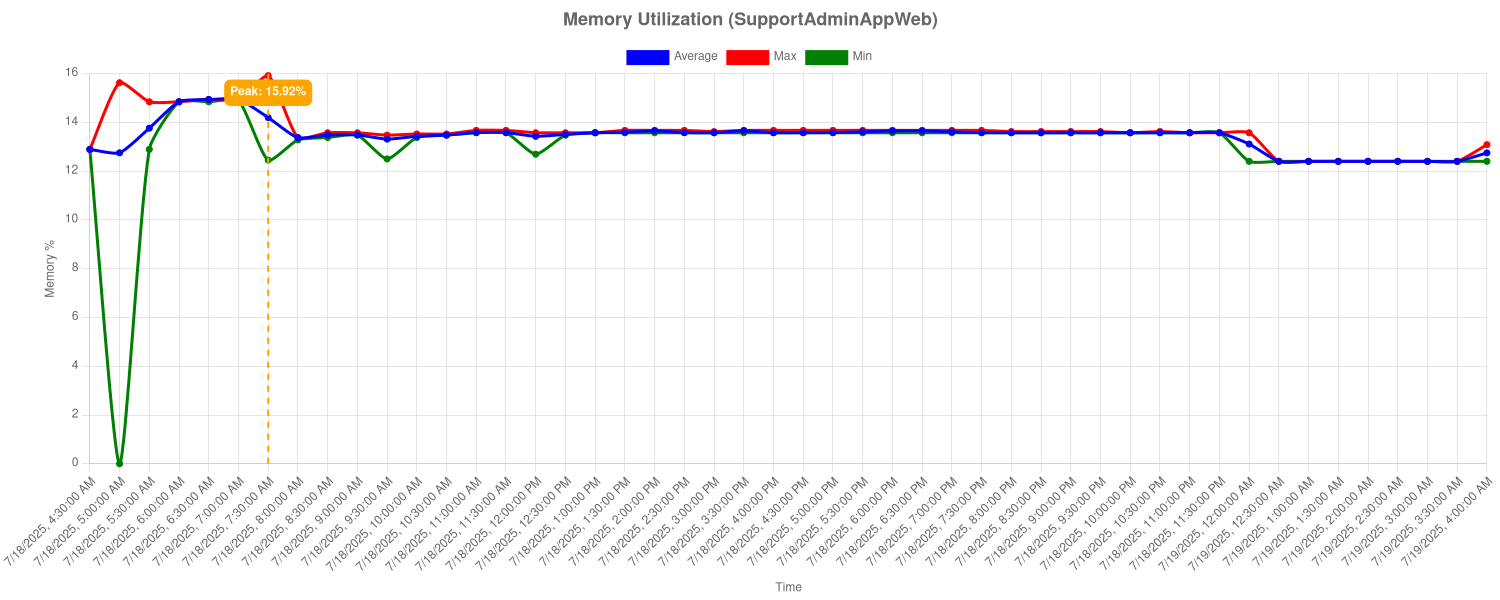 Memory Utilization (SupportAdminAppWeb)
Average Max Min
Peak: 15.92%
16
14
12
10
8
6
4
2
0
Memory %
7/18/2025, 4:30:00 AM
7/18/2025, 5:00:00 AM
7/18/2025, 5:30:00 AM
7/18/2025, 6:00:00 AM
7/18/2025, 6:30:00 AM
7/18/2025, 7:00:00 AM
7/18/2025, 7:30:00 AM
7/18/2025, 8:00:00 AM
7/18/2025, 8:30:00 AM
7/18/2025, 9:00:00 AM
7/18/2025, 9:30:00 AM
7/18/2025, 10:00:00 AM
7/18/2025, 10:30:00 AM
7/18/2025, 11:00:00 AM
7/18/2025, 11:30:00 AM
7/18/2025, 12:00:00 PM
7/18/2025, 12:30:00 PM
7/18/2025, 1:00:00 PM
7/18/2025, 1:30:00 PM
7/18/2025, 2:00:00 PM
7/18/2025, 2:30:00 PM
7/18/2025, 3:00:00 PM
7/18/2025, 3:30:00 PM
7/18/2025, 4:00:00 PM
7/18/2025, 4:30:00 PM
7/18/2025, 5:00:00 PM
7/18/2025, 5:30:00 PM
7/18/2025, 6:00:00 PM
7/18/2025, 6:30:00 PM
7/18/2025, 7:00:00 PM
7/18/2025, 7:30:00 PM
7/18/2025, 8:00:00 PM
7/18/2025, 8:30:00 PM
7/18/2025, 9:00:00 PM
7/18/2025, 9:30:00 PM
7/18/2025, 10:00:00 PM
7/18/2025, 10:30:00 PM
7/18/2025, 11:00:00 PM
7/18/2025, 11:30:00 PM
7/19/2025, 12:00:00 AM
7/19/2025, 12:30:00 AM
7/19/2025, 1:00:00 AM
7/19/2025, 1:30:00 AM
7/19/2025, 2:00:00 AM
7/19/2025, 2:30:00 AM
7/19/2025, 3:00:00 AM
7/19/2025, 3:30:00 AM
7/19/2025, 4:00:00 AM
Time